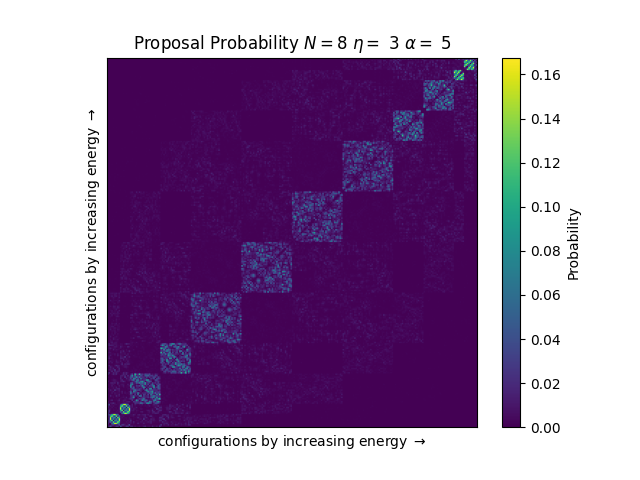 Proposal Probability N = 8 η = 3 α = 5
configurations by increasing energy →
configurations by increasing energy →
0.16
0.14
0.12
0.10
0.08
0.06
0.04
0.02
0.00
Probability